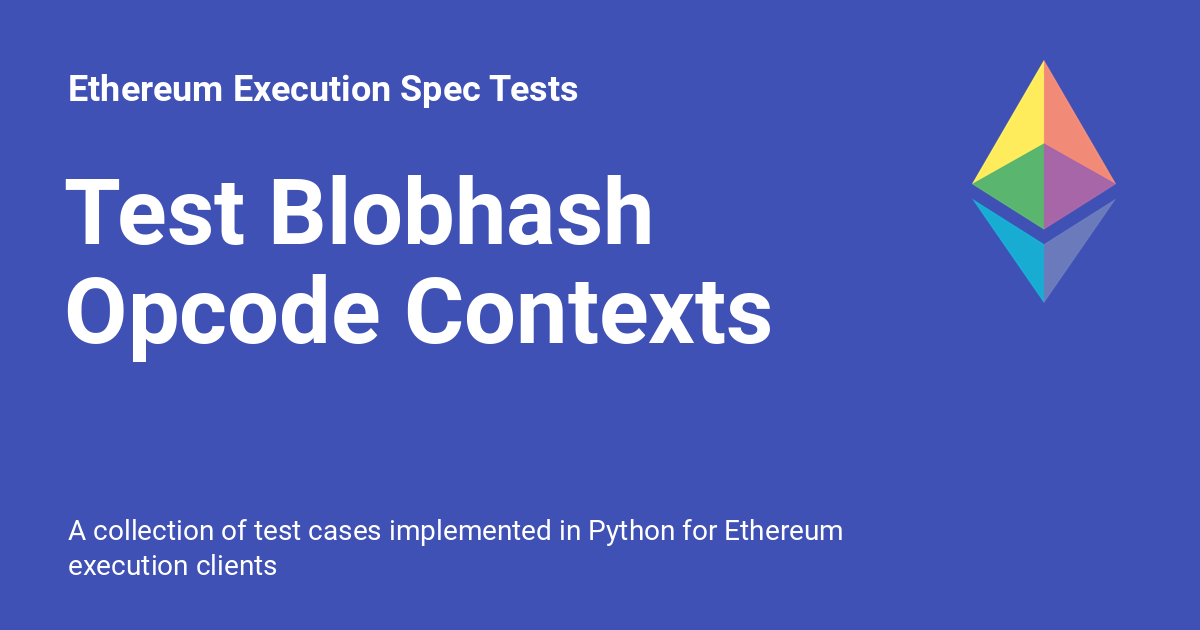 Ethereum Execution Spec Tests
Test Blobhash
Opcode Contexts
A collection of test cases implemented in Python for Ethereum
execution clients